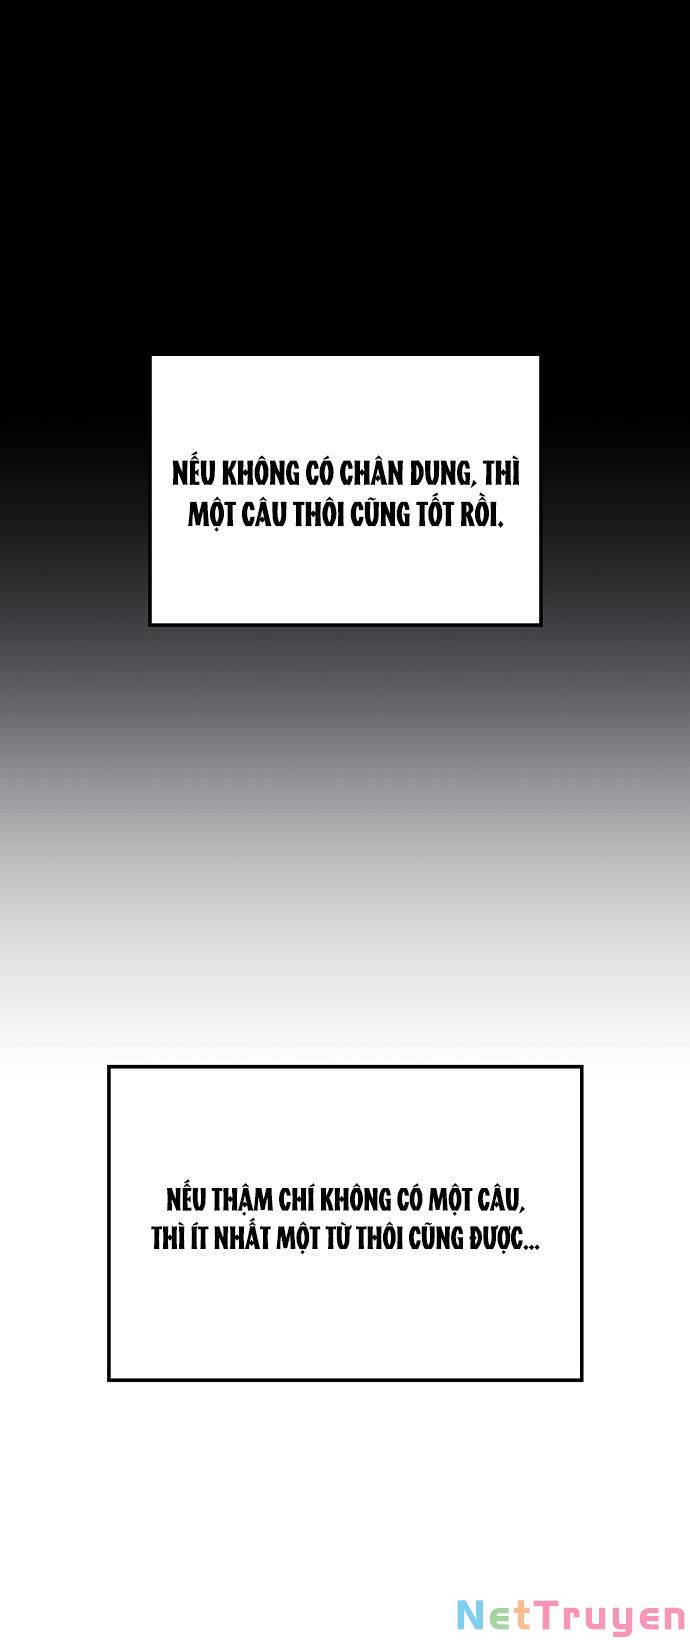 NẾU KHÔNG CÓ CHÂN DUNG, THÌ
MỘT CÂU THÔI CŨNG TỐT RỒI.
NẾU THẬM CHÍ KHÔNG CÓ MỘT CÂU,
THÌ ÍT NHẤT MỘT TỪ THÔI CŨNG ĐƯỢC...
NetTruyen